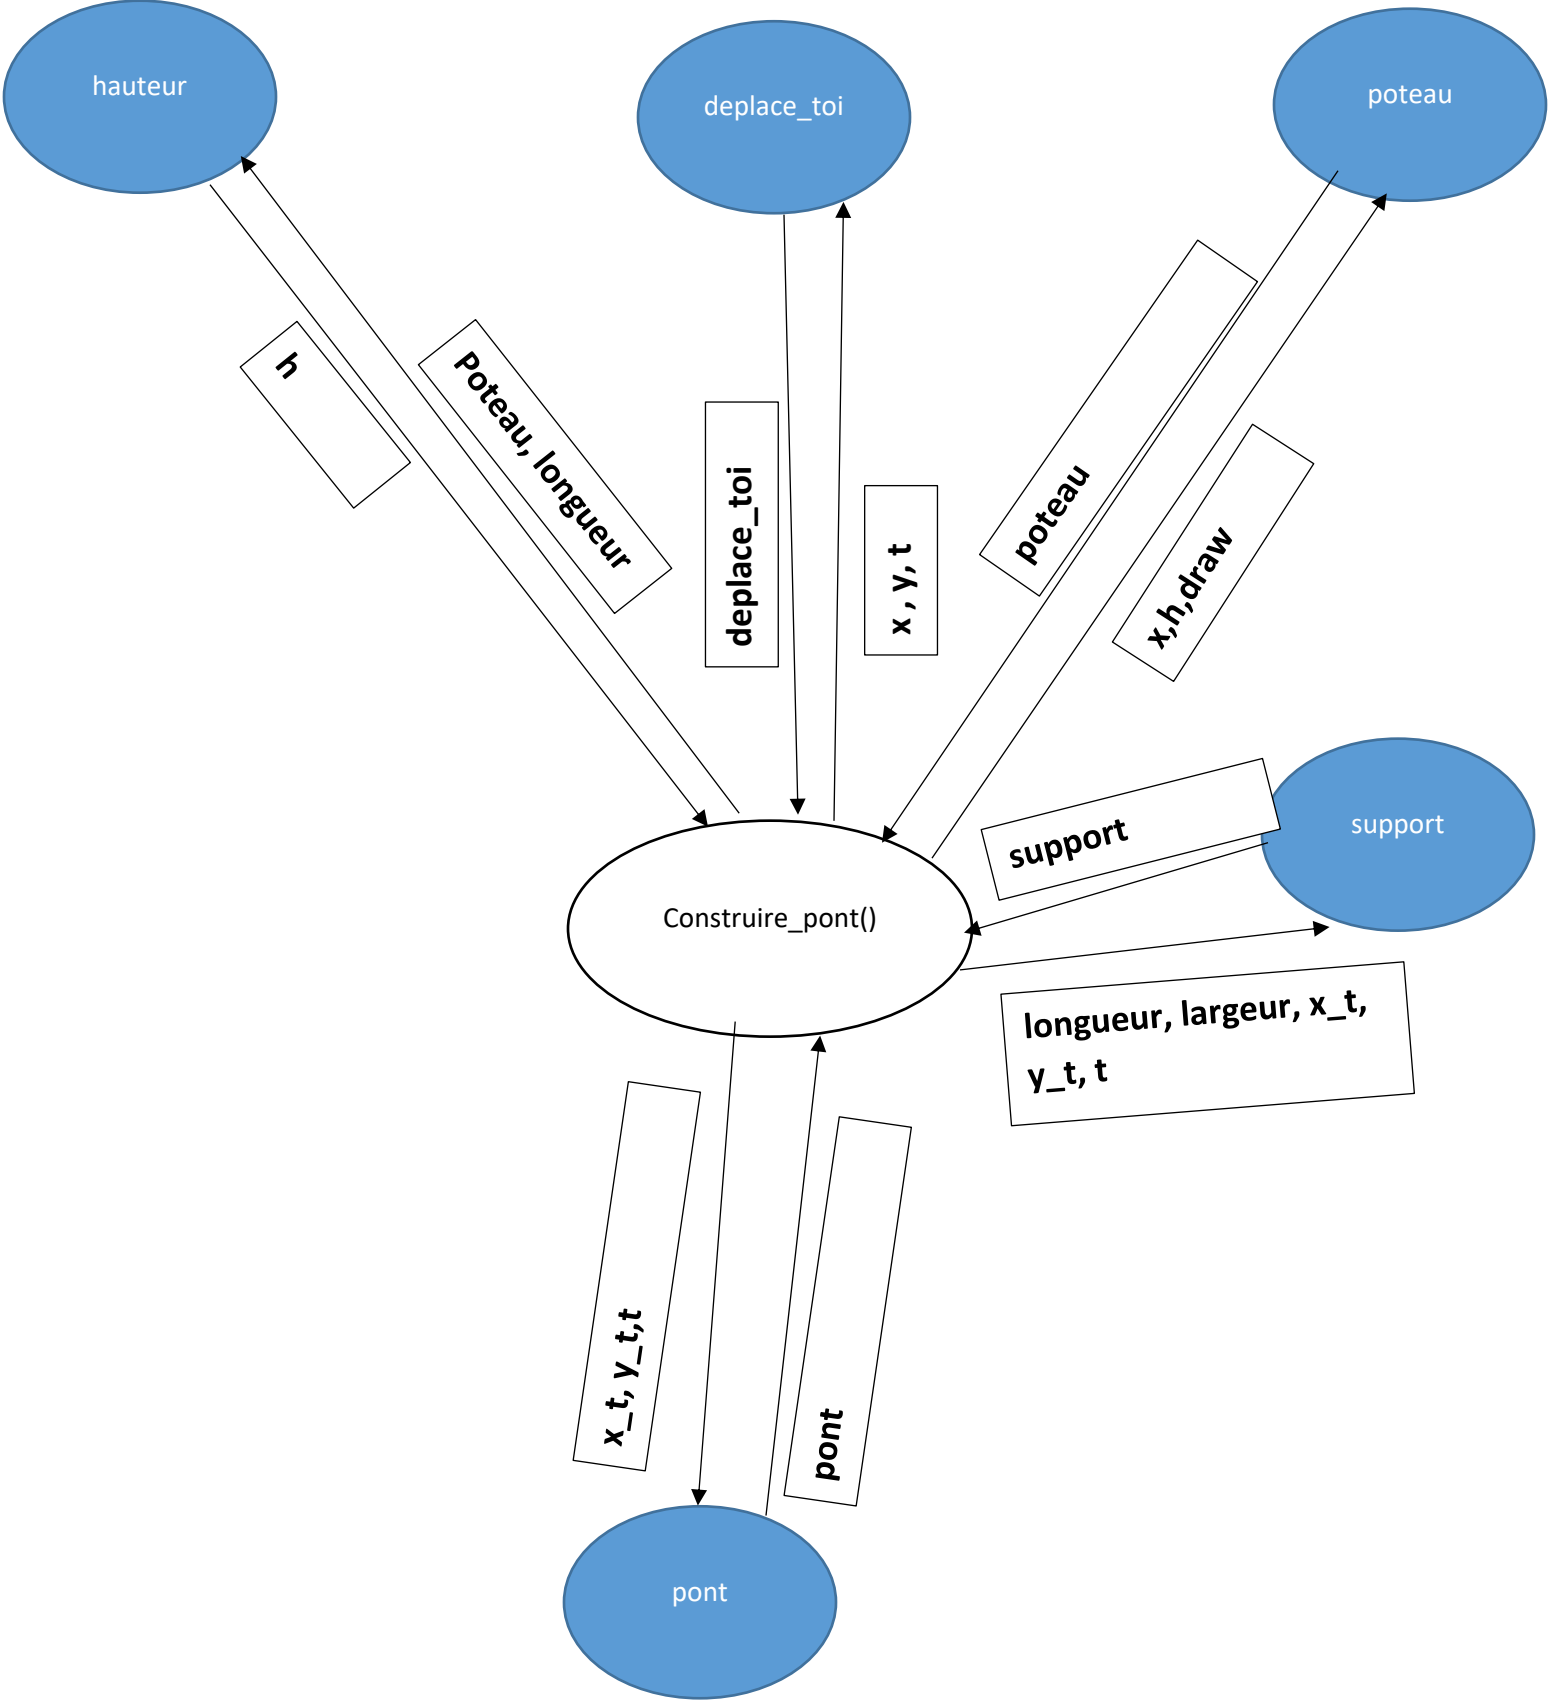 hauteur
deplace_toi
poteau
h
Poteau, longueur
deplace_toi
x , y, t
poteau
x,h,draw
support
support
Construire_pont()
longueur, largeur, x_t,
y_t, t
x_t, y_t,t
pont
pont